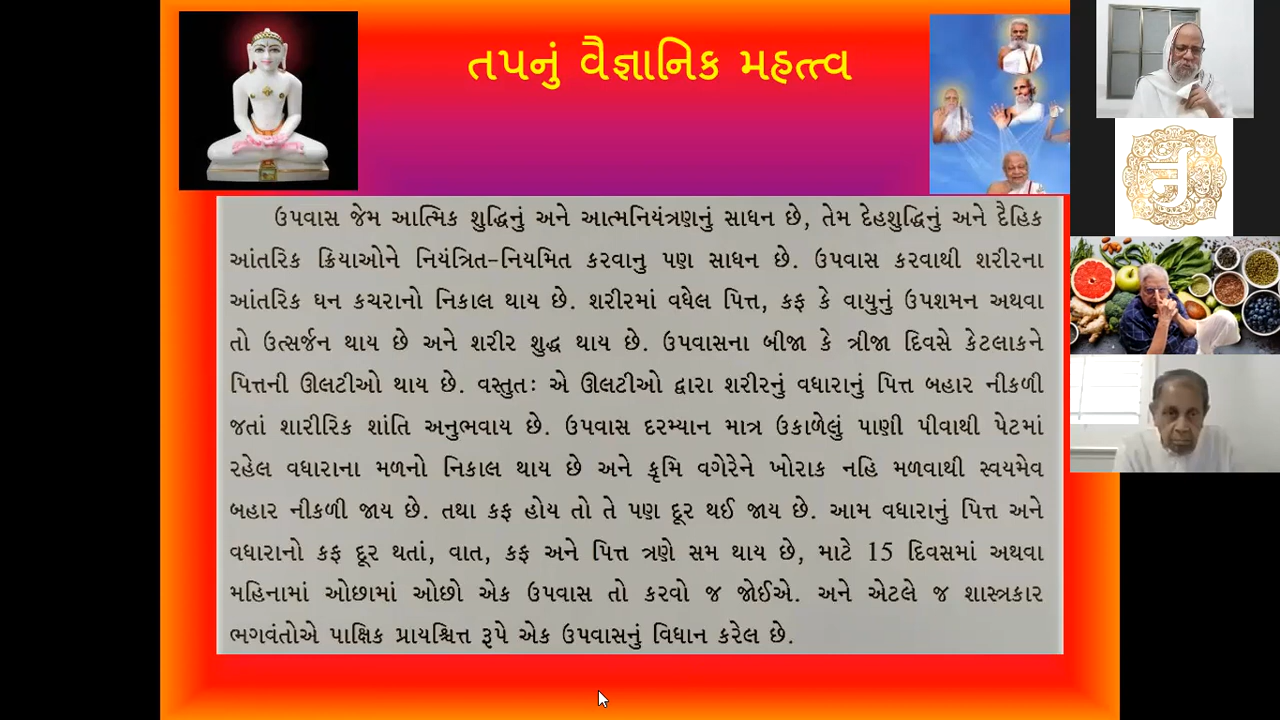 તપનું વૈજ્ઞાનિક મહત્ત્વ
ઉપવાસ જેમ આત્મિક શુદ્ધિનું અને આત્મનિયંત્રણનું સાધન છે, તેમ દેહશુદ્ધિનું અને દૈહિક
આંતરિક ક્રિયાઓને નિયંત્રિત-નિયમિત કરવાનુ પણ સાધન છે. ઉપવાસ કરવાથી શરીરના
આંતરિક ઘન કચરાનો નિકાલ થાય છે. શરીરમાં વધેલ પિત્ત, કફ કે વાયુનું ઉપશમન અથવા
તો ઉત્સર્જન થાય છે અને શરીર શુદ્ધ થાય છે. ઉપવાસના બીજા કે ત્રીજા દિવસે કેટલાકને
પિત્તની ઊલટીઓ થાય છે. વસ્તુતઃ એ ઊલટીઓ દ્વારા શરીરનું વધારાનું પિત્ત બહાર નીકળી
જતાં શારીરિક શાંતિ અનુભવાય છે. ઉપવાસ દરમ્યાન માત્ર ઉકાળેલું પાણી પીવાથી પેટમાં
રહેલ વધારાના મળનો નિકાલ થાય છે અને કૃમિ વગેરેને ખોરાક નહિ મળવાથી સ્વયમેવ
બહાર નીકળી જાય છે. તથા કફ હોય તો તે પણ દૂર થઈ જાય છે. આમ વધારાનું પિત્ત અને
વધારાનો કફ દૂર થતાં, વાત, કફ અને પિત્ત ત્રણે સમ થાય છે, માટે 15 દિવસમાં અથવા
મહિનામાં ઓછામાં ઓછો એક ઉપવાસ તો કરવો જ જોઈએ. અને એટલે જ શાસ્ત્રકાર
ભગવંતોએ પાક્ષિક પ્રાયશ્ચિત્ત રૂપે એક ઉપવાસનું વિધાન કરેલ છે.